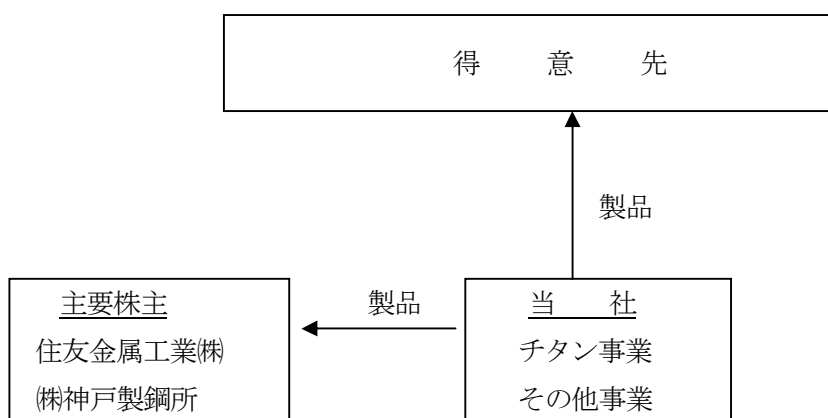 得 意 先
製品
主要株主
住友金属工業㈱
㈱神戸製鋼所
製品
当 社
チタン事業
その他事業